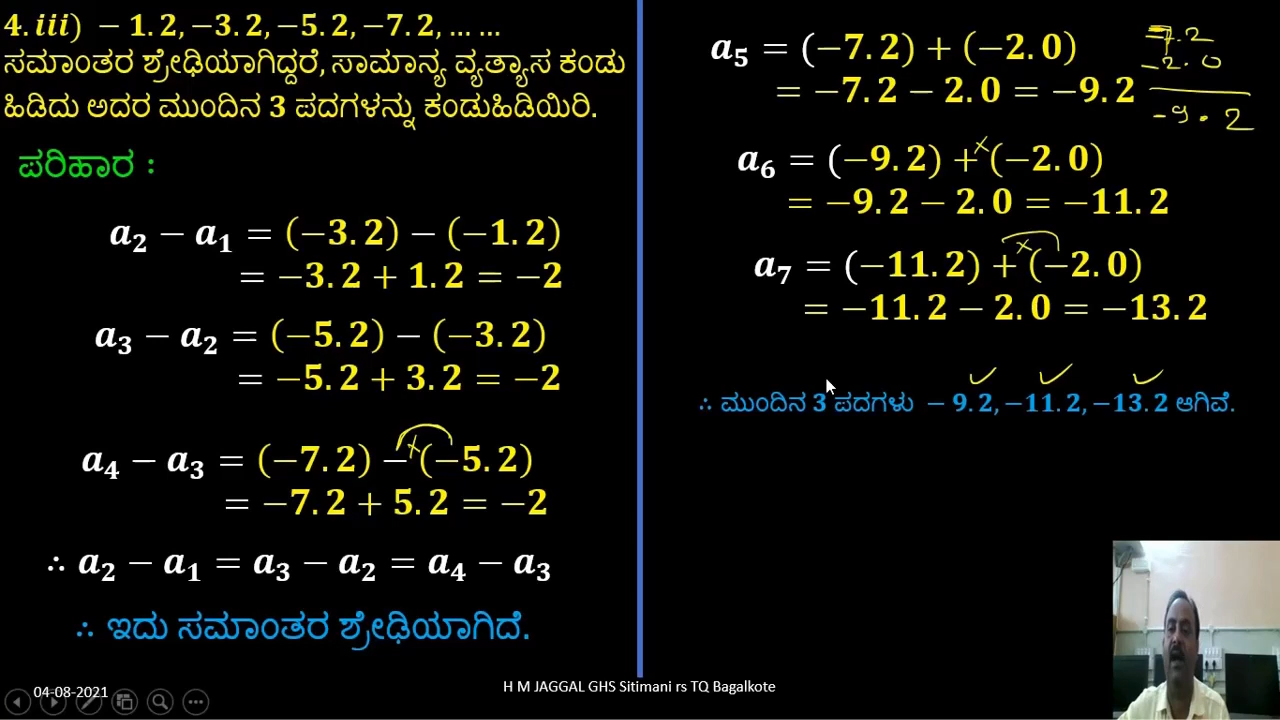 4.iii) −1.2, −3.2, −5.2, −7.2, ... ...
ಸಮಾಂತರ ಶ್ರೇಢಿಯಾಗಿದ್ದರೆ, ಸಾಮಾನ್ಯ ವ್ಯತ್ಯಾಸ ಕಂಡು
ಹಿಡಿದು ಅದರ ಮುಂದಿನ 3 ಪದಗಳನ್ನು ಕಂಡುಹಿಡಿಯಿರಿ.
ಪರಿಹಾರ :
a₂ − a₁ = (−3.2) − (−1.2)
= −3.2 + 1.2 = −2
a₃ − a₂ = (−5.2) − (−3.2)
= −5.2 + 3.2 = −2
a₄ − a₃ = (−7.2) − (−5.2)
= −7.2 + 5.2 = −2
∴ a₂ − a₁ = a₃ − a₂ = a₄ − a₃
∴ ಇದು ಸಮಾಂತರ ಶ್ರೇಢಿಯಾಗಿದೆ.
a₅ = (−7.2) + (−2.0)
= −7.2 − 2.0 = −9.2
−7.2
−2.0
−9.2
a₆ = (−9.2) + (−2.0)
= −9.2 − 2.0 = −11.2
a₇ = (−11.2) + (−2.0)
= −11.2 − 2.0 = −13.2
∴ ಮುಂದಿನ 3 ಪದಗಳು −9.2, −11.2, −13.2 ಆಗಿವೆ.
04-08-2021
H M JAGGAL GHS Sitimani rs TQ Bagalkote